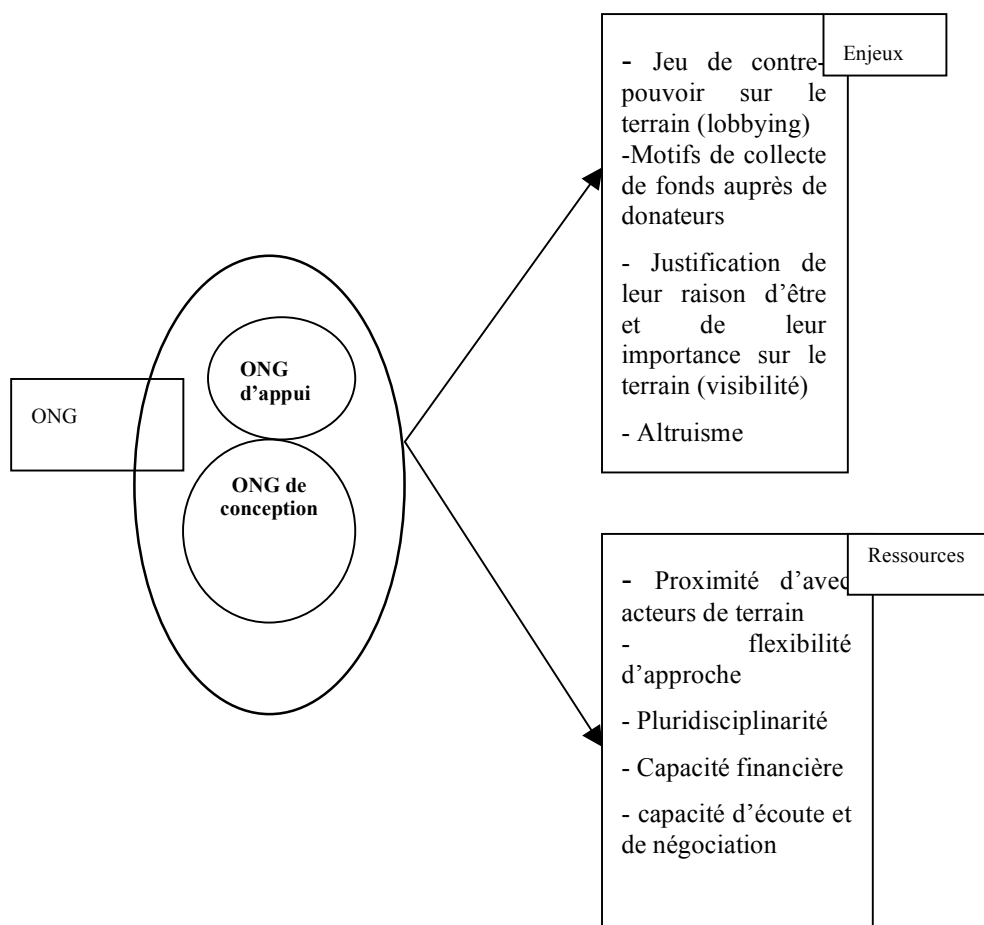 ONG
ONG
d'appui
ONG de
conception
Enjeux
- Jeu de contre-
pouvoir sur le
terrain (lobbying)
-Motifs de collecte
de fonds auprès de
donateurs
- Justification de
leur raison d'être
et de leur
importance sur le
terrain (visibilité)
- Altruisme
Ressources
- Proximité d'avec
acteurs de terrain
- flexibilité
d'approche
- Pluridisciplinarité
- Capacité financière
- capacité d'écoute et
de négociation